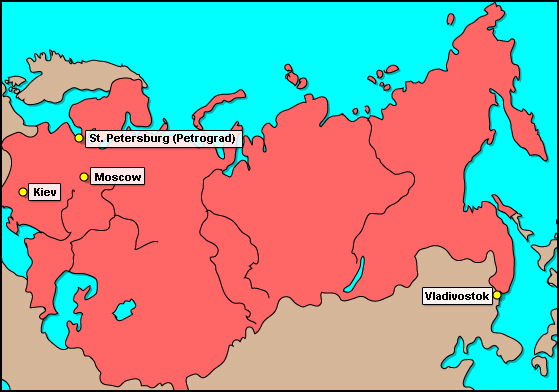 St. Petersburg (Petrograd)
Moscow
Kiev
Vladivostok